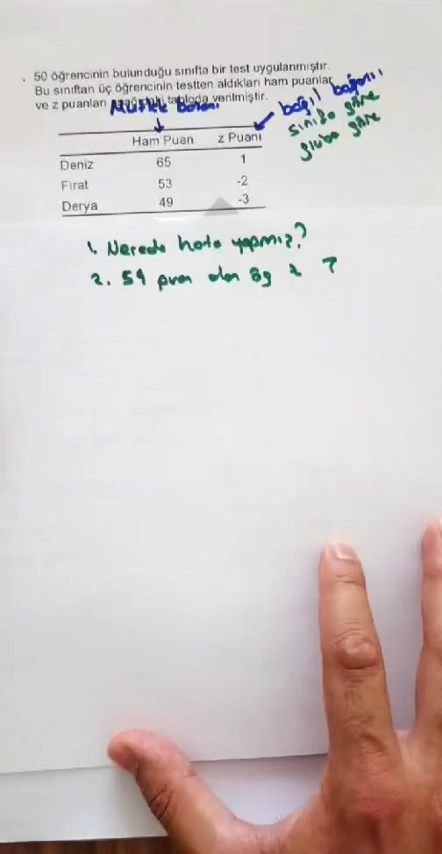 50 öğrencinin bulunduğu sınıfta bir test uygulanmıştır.
Bu sınıftan üç öğrencinin testten aldıkları ham puanlar
ve z puanları aşağıdaki tabloda verilmiştir.
Mutlak Başarı
bağıl başarı
sınıfa göre
gruba göre
Ham Puan z Puanı
Deniz 65 1
Fırat 53 -2
Derya 49 -3
1. Nerede hata yapmış?
2. 59 puan alan öğ z ?